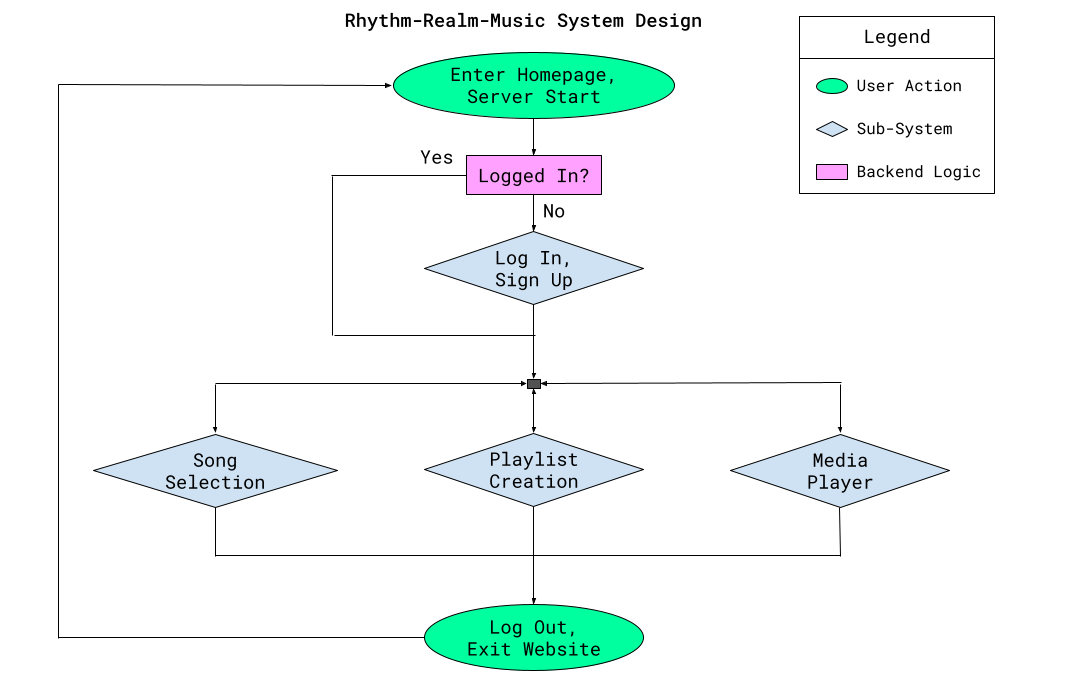 Rhythm-Realm-Music System Design
Legend
User Action
Sub-System
Backend Logic
Enter Homepage,
Server Start
Yes
Logged In?
No
Log In,
Sign Up
Song
Selection
Playlist
Creation
Media
Player
Log Out,
Exit Website